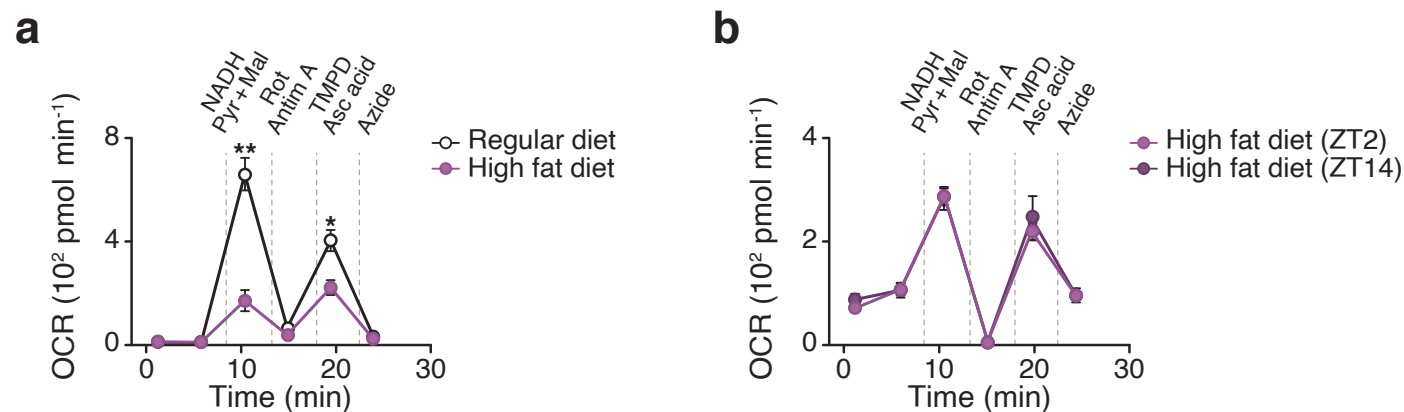 a
NADH
Pyr + Mal
Rot
Antim A
TMPD
Asc acid
Azide
OCR (10² pmol min⁻¹)
8
4
0
**
*
Regular diet
High fat diet
0 10 20 30
Time (min)
b
NADH
Pyr + Mal
Rot
Antim A
TMPD
Asc acid
Azide
OCR (10² pmol min⁻¹)
4
2
0
High fat diet (ZT2)
High fat diet (ZT14)
0 10 20 30
Time (min)